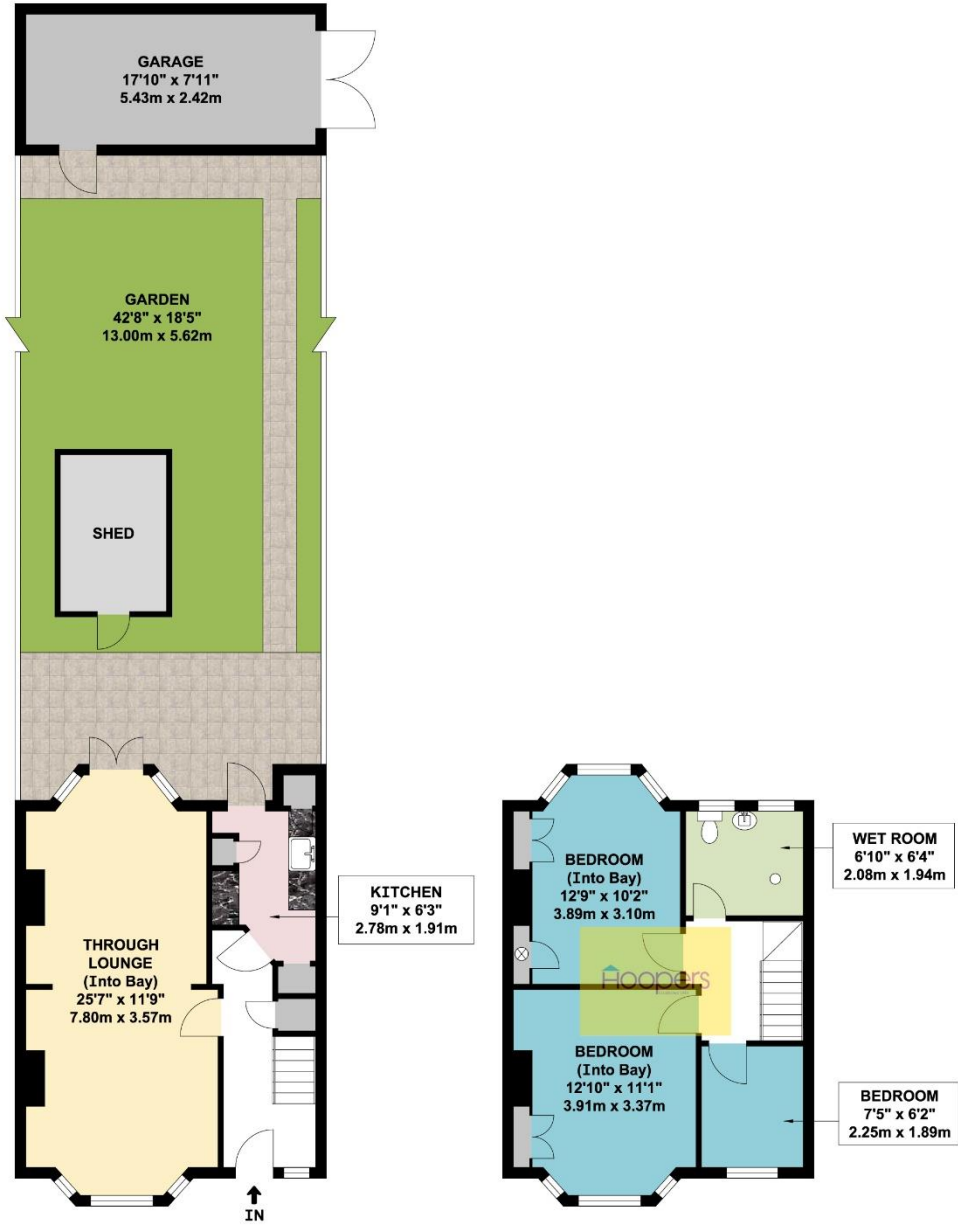 GARAGE
17'10" x 7'11"
5.43m x 2.42m
GARDEN
42'8" x 18'5"
13.00m x 5.62m
SHED
KITCHEN
9'1" x 6'3"
2.78m x 1.91m
THROUGH
LOUNGE
(Into Bay)
25'7" x 11'9"
7.80m x 3.57m
IN
BEDROOM
(Into Bay)
12'9" x 10'2"
3.89m x 3.10m
WET ROOM
6'10" x 6'4"
2.08m x 1.94m
Hoopers
BEDROOM
(Into Bay)
12'10" x 11'1"
3.91m x 3.37m
BEDROOM
7'5" x 6'2"
2.25m x 1.89m